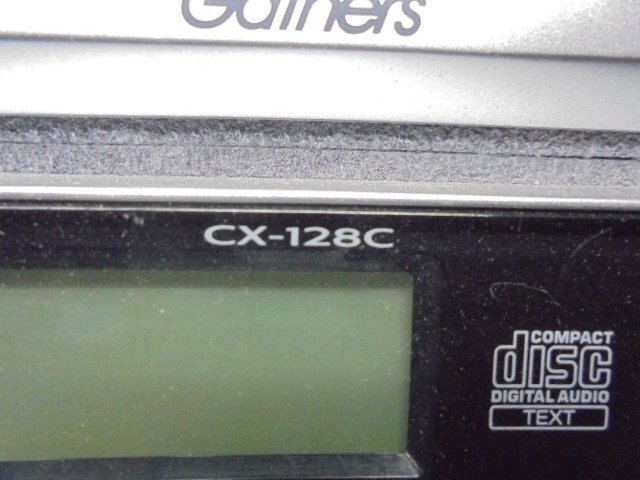 Gathers
CX-128C
COMPACT
disc
DIGITAL AUDIO
TEXT